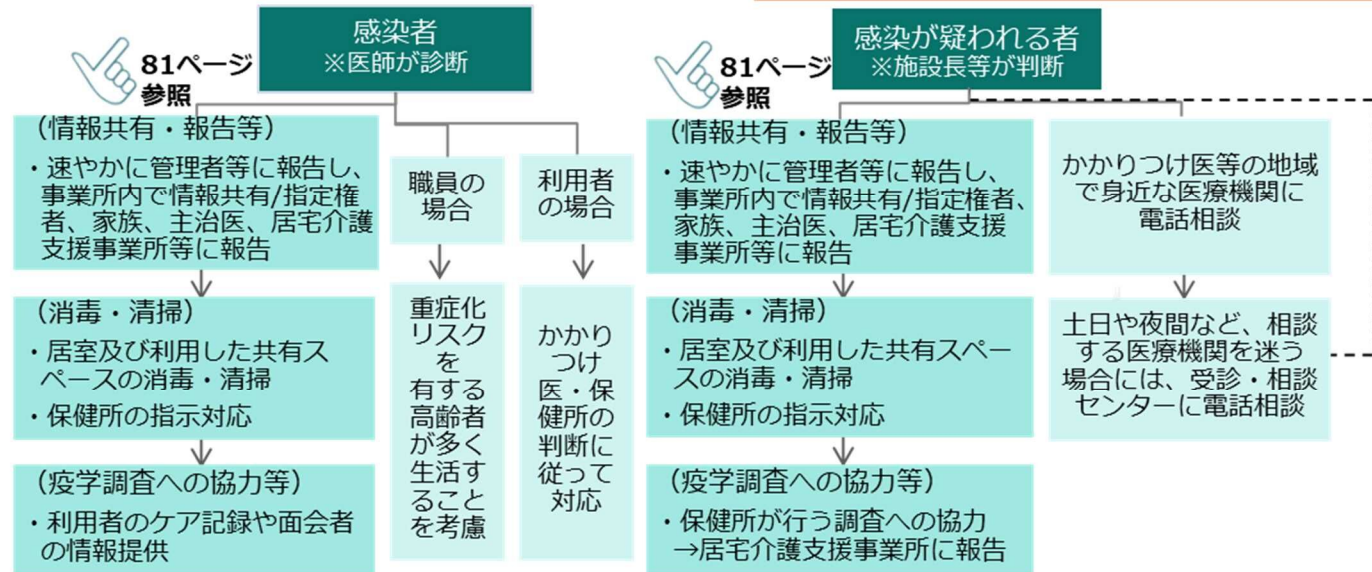 感染者
※医師が診断
81ページ
参照
（情報共有・報告等）
・速やかに管理者等に報告し、
事業所内で情報共有/指定権
者、家族、主治医、居宅介護
支援事業所等に報告
（消毒・清掃）
・居室及び利用した共有ス
ペースの消毒・清掃
・保健所の指示対応
（疫学調査への協力等）
・利用者のケア記録や面会者
の情報提供
職員の
場合
重症化
リスク
を
有する
高齢者
が多く
生活す
ること
を考慮
利用者
の場合
かかり
つけ
医・保
健所の
判断に
従って
対応
感染が疑われる者
※施設長等が判断
81ページ
参照
（情報共有・報告等）
・速やかに管理者等に報告し、
事業所内で情報共有/指定権者、
家族、主治医、居宅介護支援
事業所等に報告
（消毒・清掃）
・居室及び利用した共有スペー
スの消毒・清掃
・保健所の指示対応
（疫学調査への協力等）
・保健所が行う調査への協力
→居宅介護支援事業所に報告
かかりつけ医等の地域
で身近な医療機関に
電話相談
土日や夜間など、相談
する医療機関を迷う
場合には、受診・相談
センターに電話相談